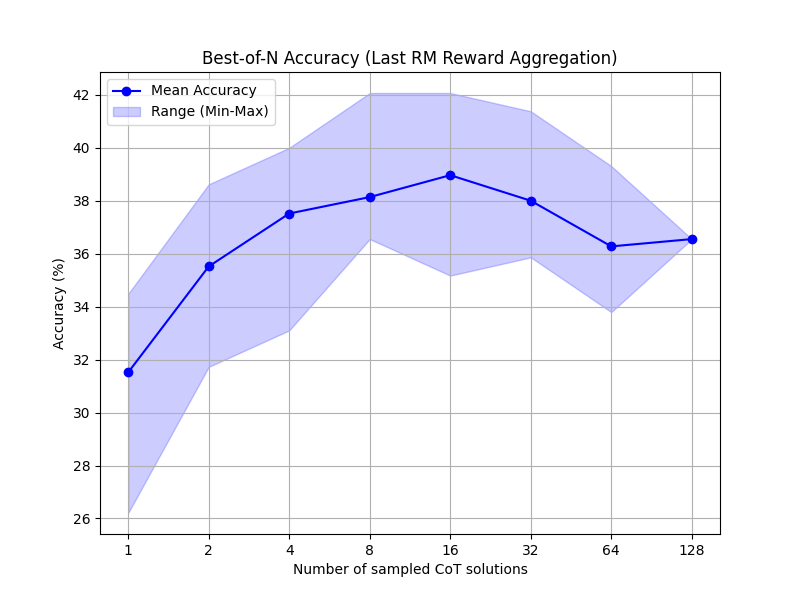 Best-of-N Accuracy (Last RM Reward Aggregation)
Mean Accuracy
Range (Min-Max)
42
40
38
36
34
32
30
28
26
Accuracy (%)
1 2 4 8 16 32 64 128
Number of sampled CoT solutions